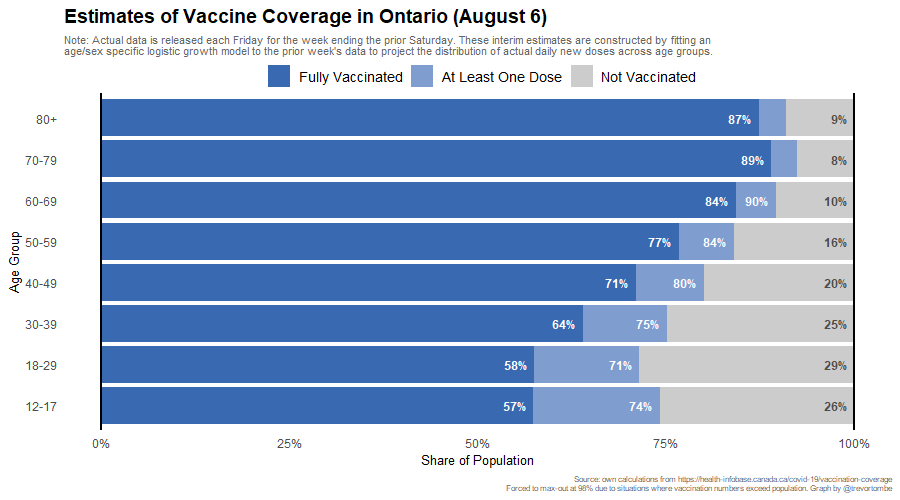 Estimates of Vaccine Coverage in Ontario (August 6)
Note: Actual data is released each Friday for the week ending the prior Saturday. These interim estimates are constructed by fitting an
age/sex specific logistic growth model to the prior week's data to project the distribution of actual daily new doses across age groups.
Fully Vaccinated At Least One Dose Not Vaccinated
80+ 87% 9%
70-79 89% 8%
60-69 84% 90% 10%
50-59 77% 84% 16%
Age Group
40-49 71% 80% 20%
30-39 64% 75% 25%
18-29 58% 71% 29%
12-17 57% 74% 26%
0% 25% 50% 75% 100%
Share of Population
Source: own calculations from https://health-infobase.canada.ca/covid-19/vaccination-coverage
Forced to max-out at 98% due to situations where vaccination numbers exceed population. Graph by @trevortombe